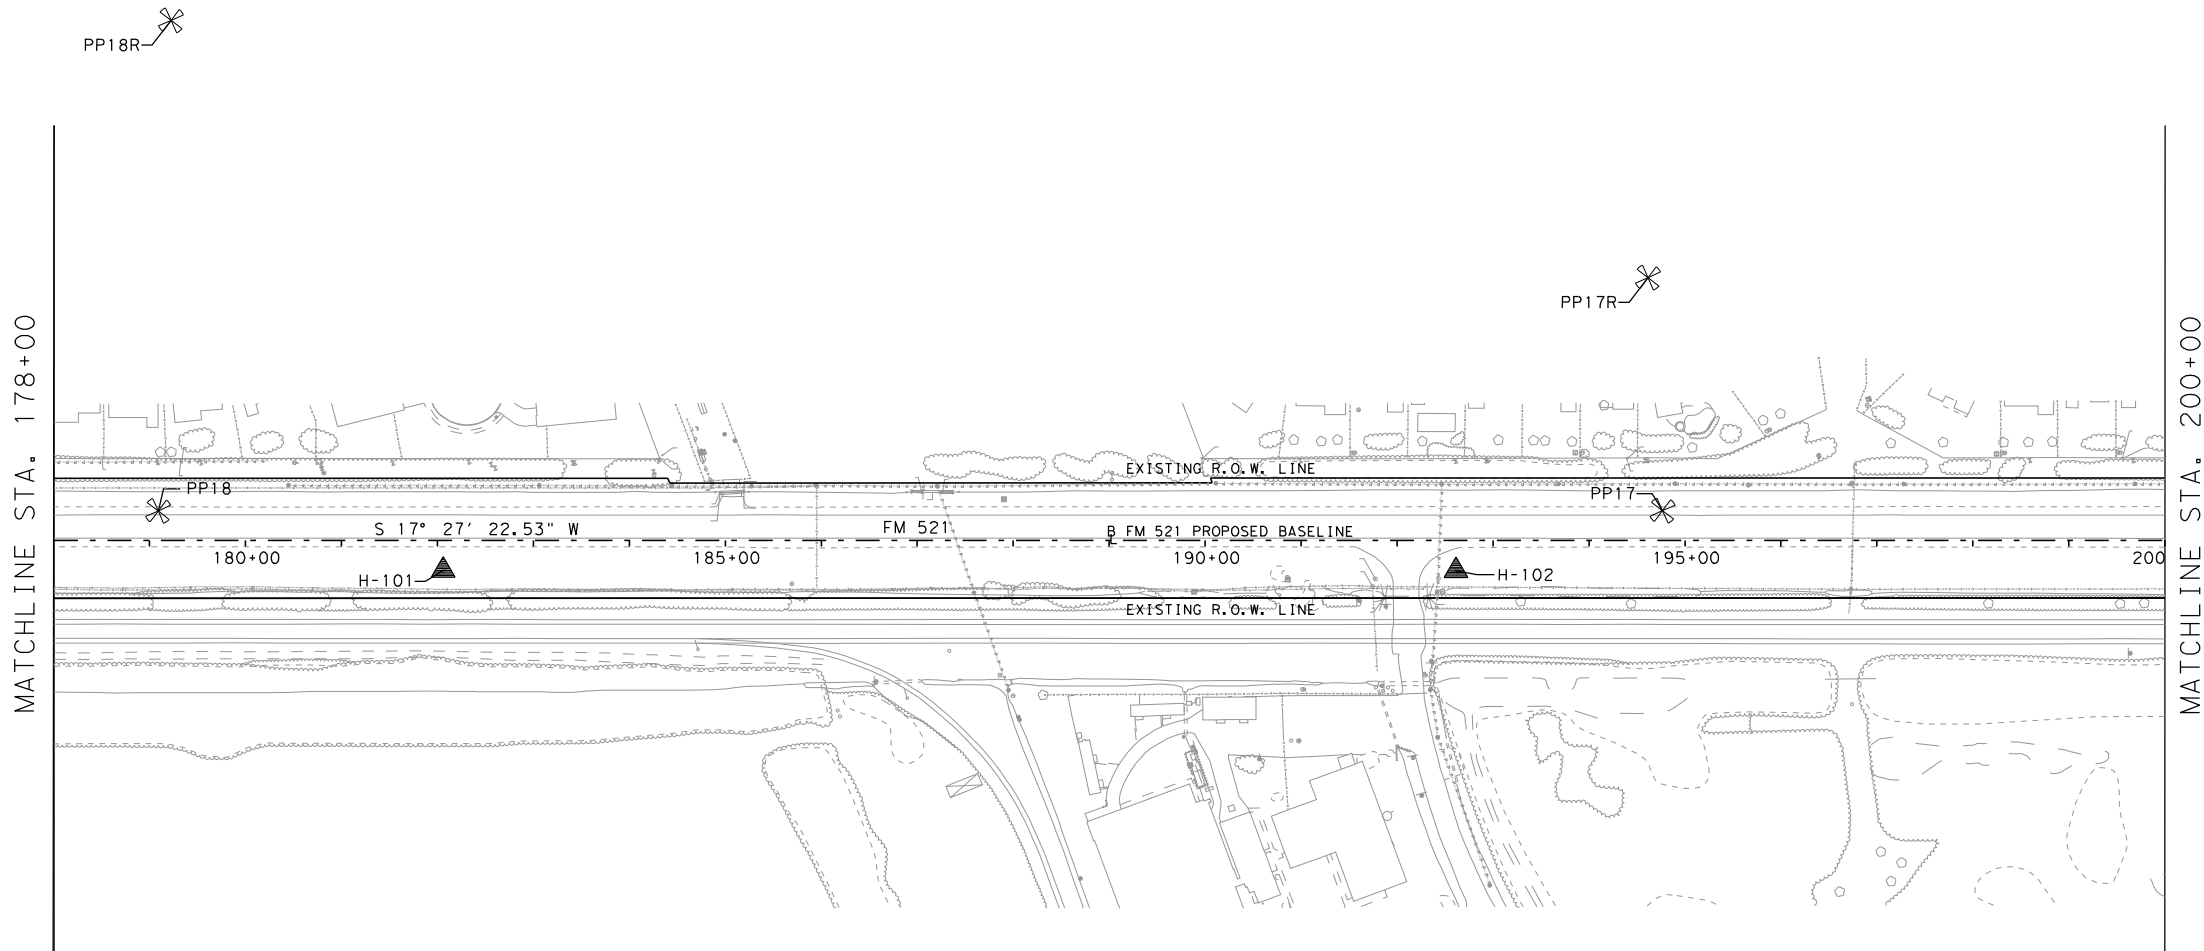 PP18R
PP17R
MATCHLINE STA. 178+00
MATCHLINE STA. 200+00
EXISTING R.O.W. LINE
PP18
PP17
S 17° 27' 22.53" W
FM 521
B FM 521 PROPOSED BASELINE
180+00
185+00
190+00
195+00
200
H-101
H-102
EXISTING R.O.W. LINE